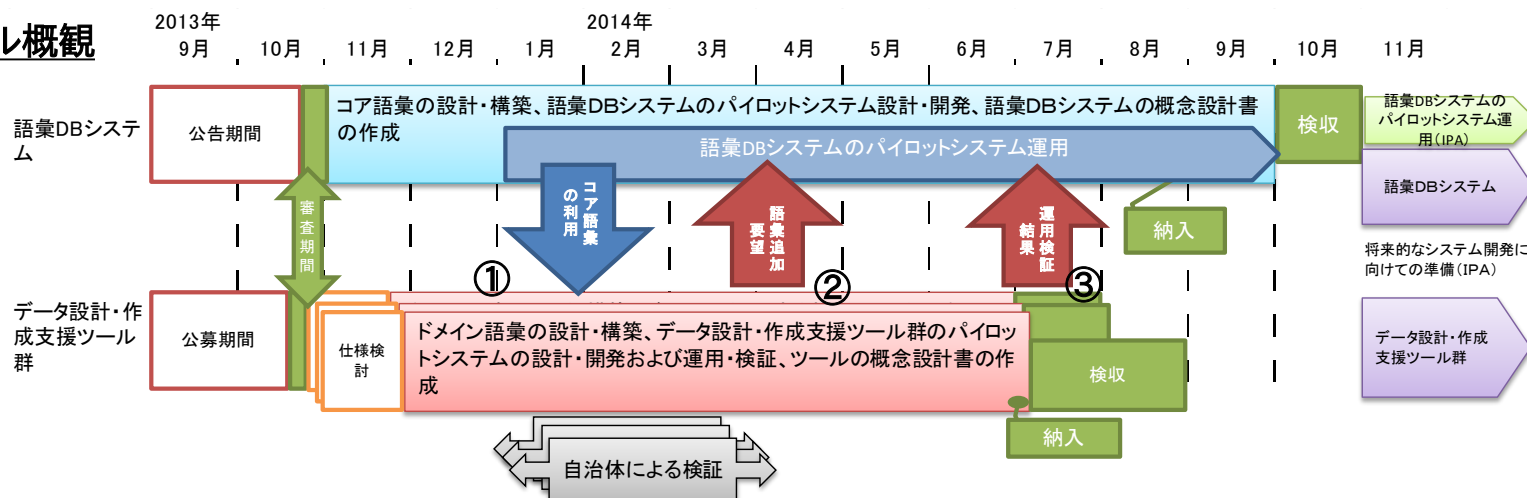 ル概観
2013年
2014年
9月
10月
11月
12月
1月
2月
3月
4月
5月
6月
7月
8月
9月
10月
11月
語彙DBシステ
ム
公告期間
コア語彙の設計・構築、語彙DBシステムのパイロットシステム設計・開発、語彙DBシステムの概念設計書
の作成
語彙DBシステムのパイロットシステム運用
検収
語彙DBシステムの
パイロットシステム運
用(IPA)
語彙DBシステム
審査期間
コア語彙
の利用
語彙追加
要望
運用検証
結果
納入
将来的なシステム開発に
向けての準備(IPA)
①
②
③
データ設計・作
成支援ツール
群
公募期間
仕様検
討
ドメイン語彙の設計・構築、データ設計・作成支援ツール群のパイロッ
トシステムの設計・開発および運用・検証、ツールの概念設計書の作
成
検収
データ設計・作成
支援ツール群
納入
自治体による検証